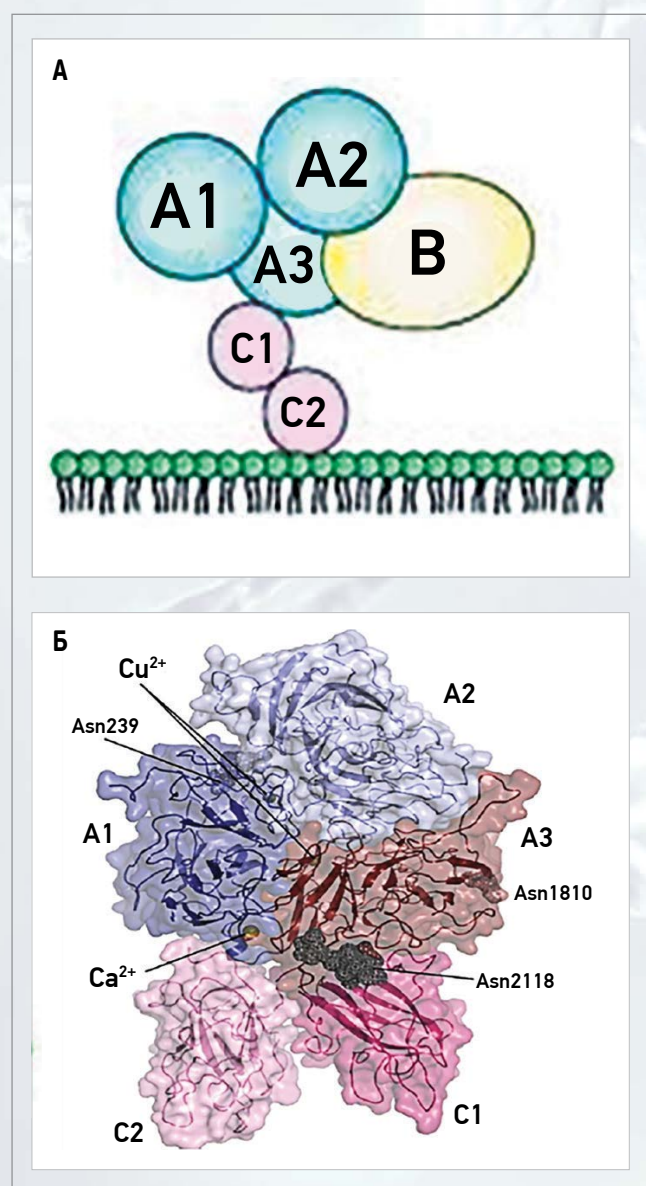 А
A1
A2
A3
B
C1
C2
Б
Cu²⁺
A2
Asn239
A1
A3
Asn1810
Ca²⁺
Asn2118
C1
C2